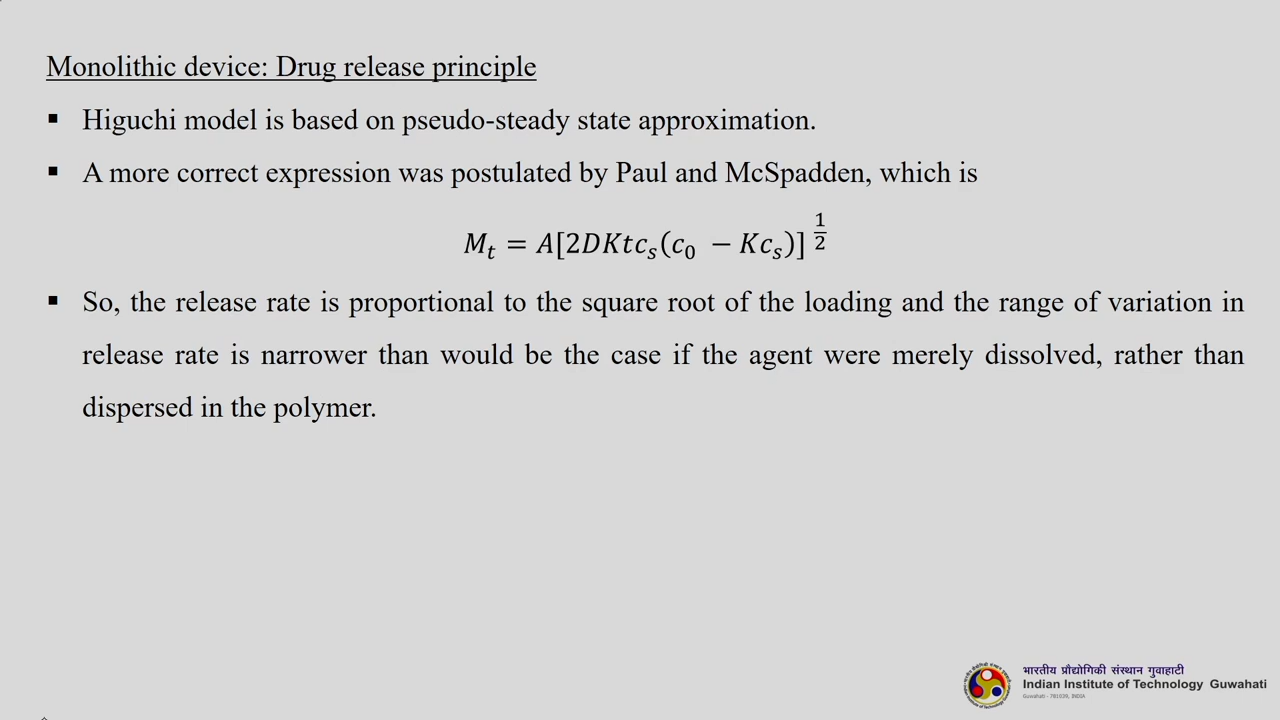 Monolithic device: Drug release principle
▪ Higuchi model is based on pseudo-steady state approximation.
▪ A more correct expression was postulated by Paul and McSpadden, which is
M_t = A[2DKtc_s(c_0 − Kc_s)]^{1/2}
▪ So, the release rate is proportional to the square root of the loading and the range of variation in
release rate is narrower than would be the case if the agent were merely dissolved, rather than
dispersed in the polymer.
भारतीय प्रौद्योगिकी संस्थान गुवाहाटी
Indian Institute of Technology Guwahati
Guwahati - 781039, INDIA